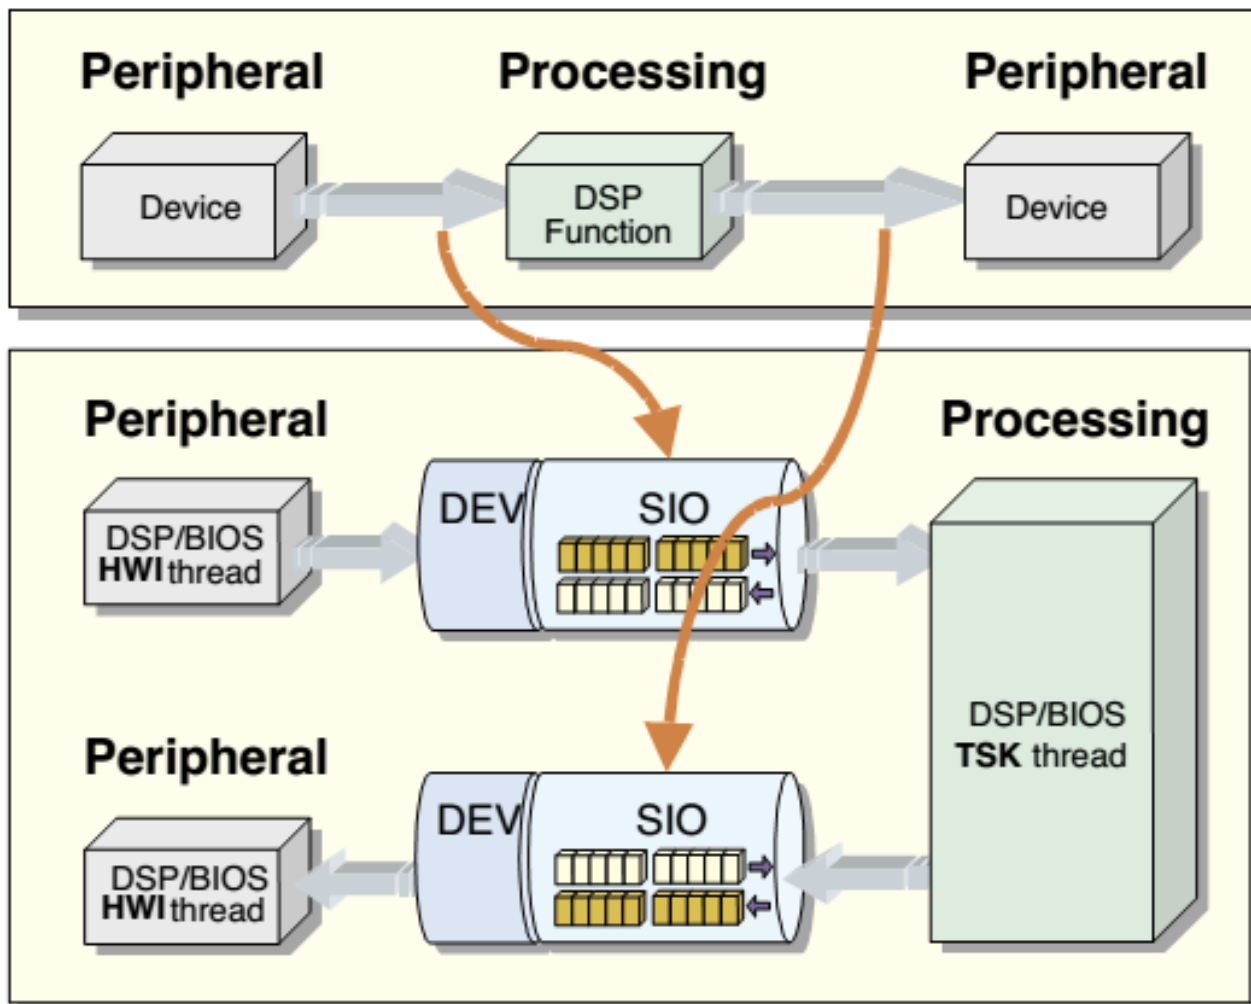 Peripheral
Processing
Peripheral
Device
DSP
Function
Device
Peripheral
Processing
DEV
SIO
DSP/BIOS
HWI thread
DSP/BIOS
TSK thread
Peripheral
DEV
SIO
DSP/BIOS
HWI thread